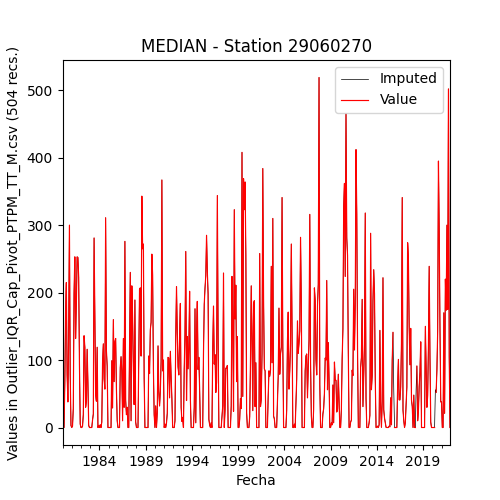 MEDIAN - Station 29060270
Values in Outlier_IQR_Cap_Pivot_PTPM_TT_M.csv (504 recs.)
500
400
300
200
100
0
Imputed
Value
1984 1989 1994 1999 2004 2009 2014 2019
Fecha